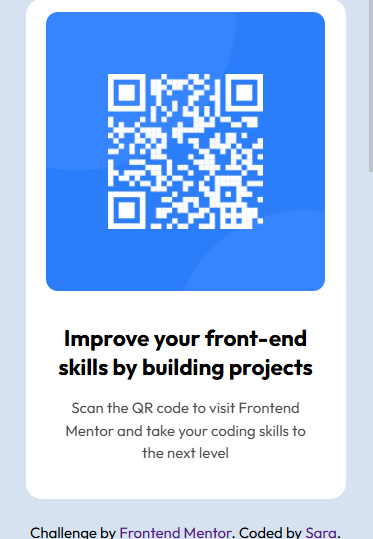 Improve your front-end
skills by building projects
Scan the QR code to visit Frontend
Mentor and take your coding skills to
the next level
Challenge by Frontend Mentor. Coded by Sara.